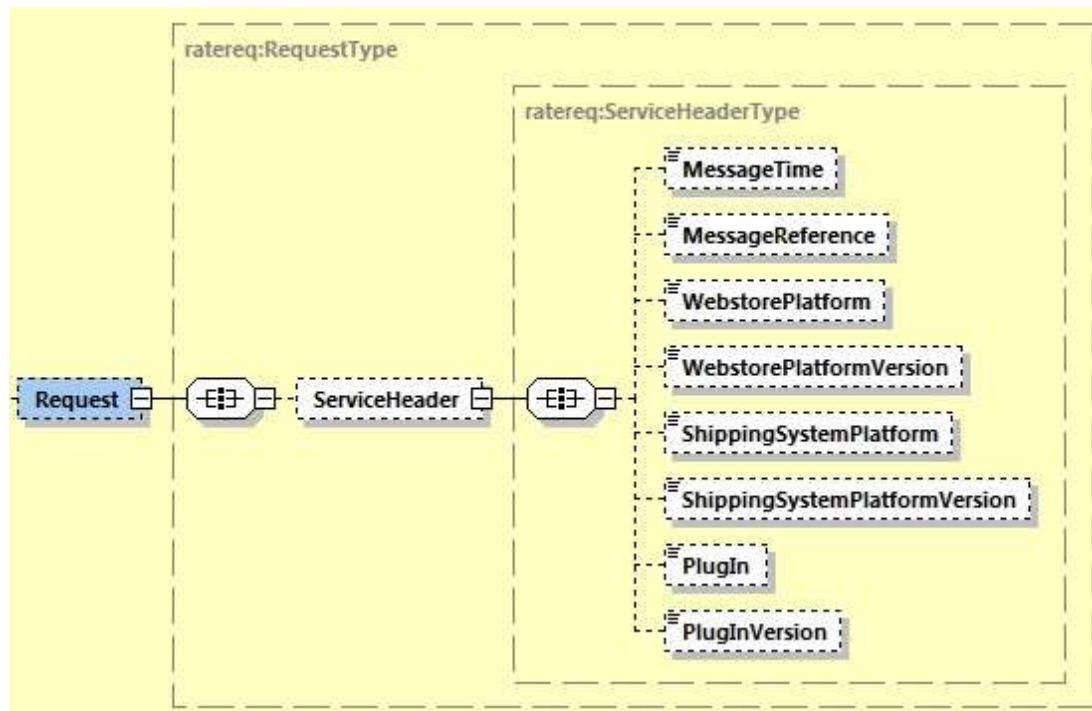 ratereq:RequestType
ratereq:ServiceHeaderType
MessageTime
MessageReference
WebstorePlatform
WebstorePlatformVersion
Request
ServiceHeader
ShippingSystemPlatform
ShippingSystemPlatformVersion
PlugIn
PlugInVersion